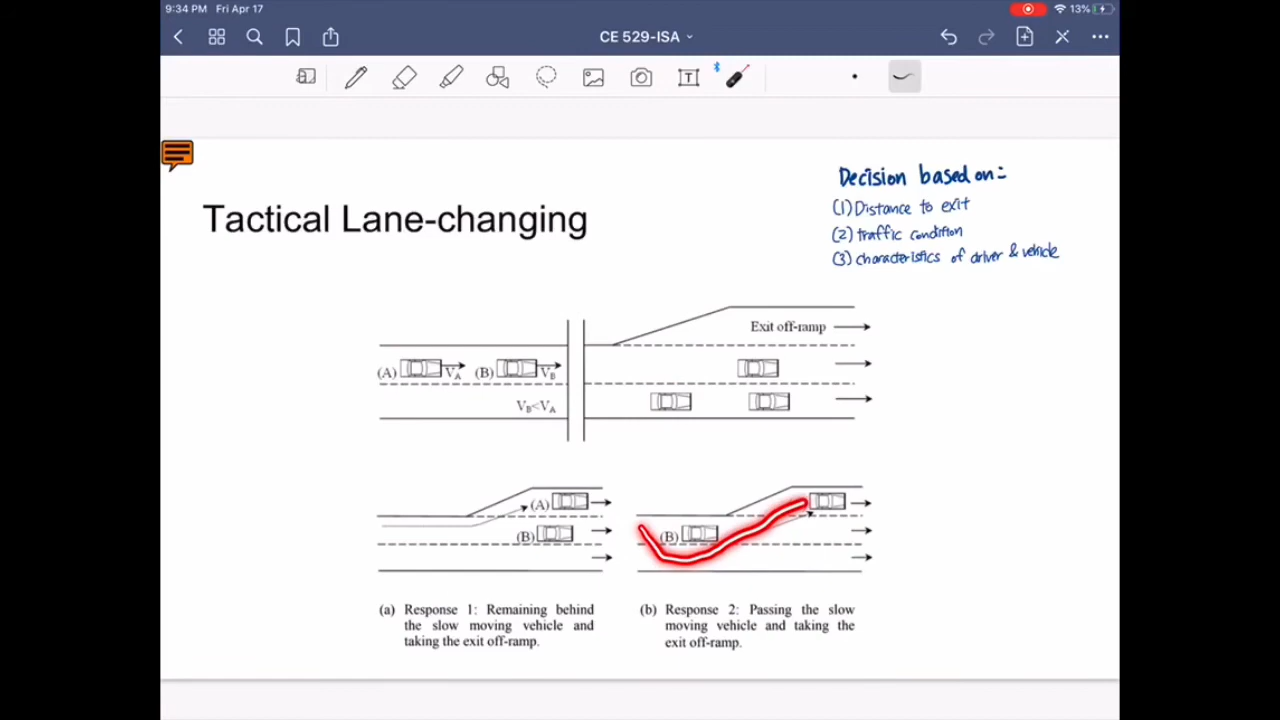 9:34 PM Fri Apr 17
13%
CE 529-ISA
T
Decision based on:
(1) Distance to exit
(2) traffic condition
(3) characteristics of driver & vehicle
Tactical Lane-changing
Exit off-ramp
(A) VA (B) VB
VB<VA
(A)
(B)
(B)
(a) Response 1: Remaining behind
the slow moving vehicle and
taking the exit off-ramp.
(b) Response 2: Passing the slow
moving vehicle and taking the
exit off-ramp.